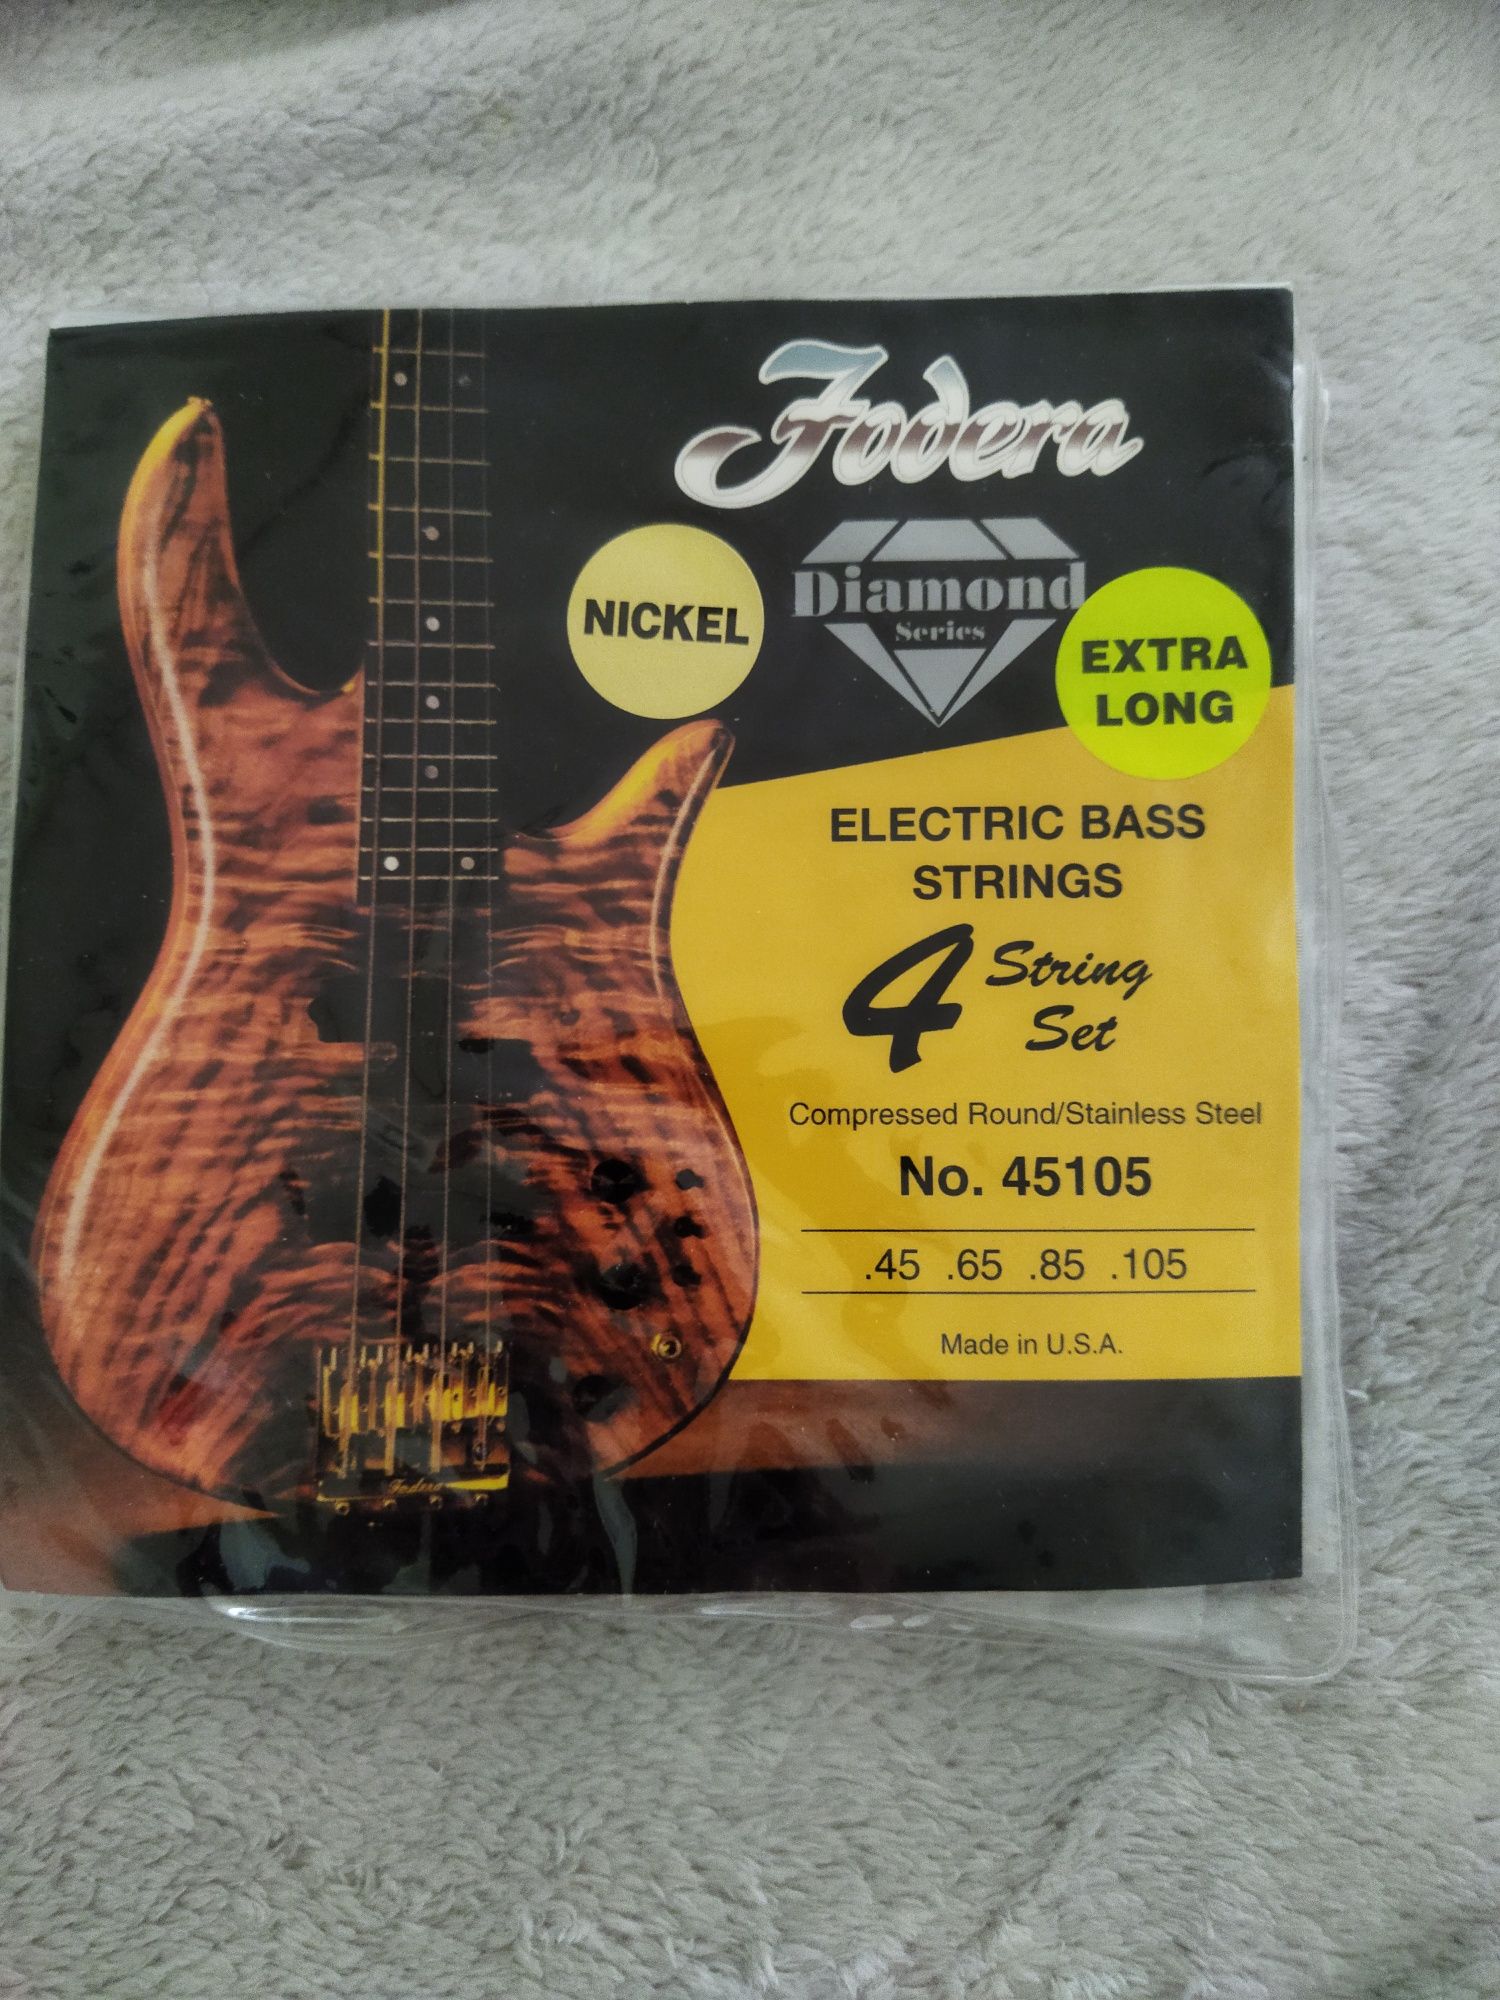 Fodera
NICKEL
Diamond
Series
EXTRA
LONG
ELECTRIC BASS
STRINGS
4 String
Set
Compressed Round/Stainless Steel
No. 45105
.45 .65 .85 .105
Made in U.S.A.
Fodera